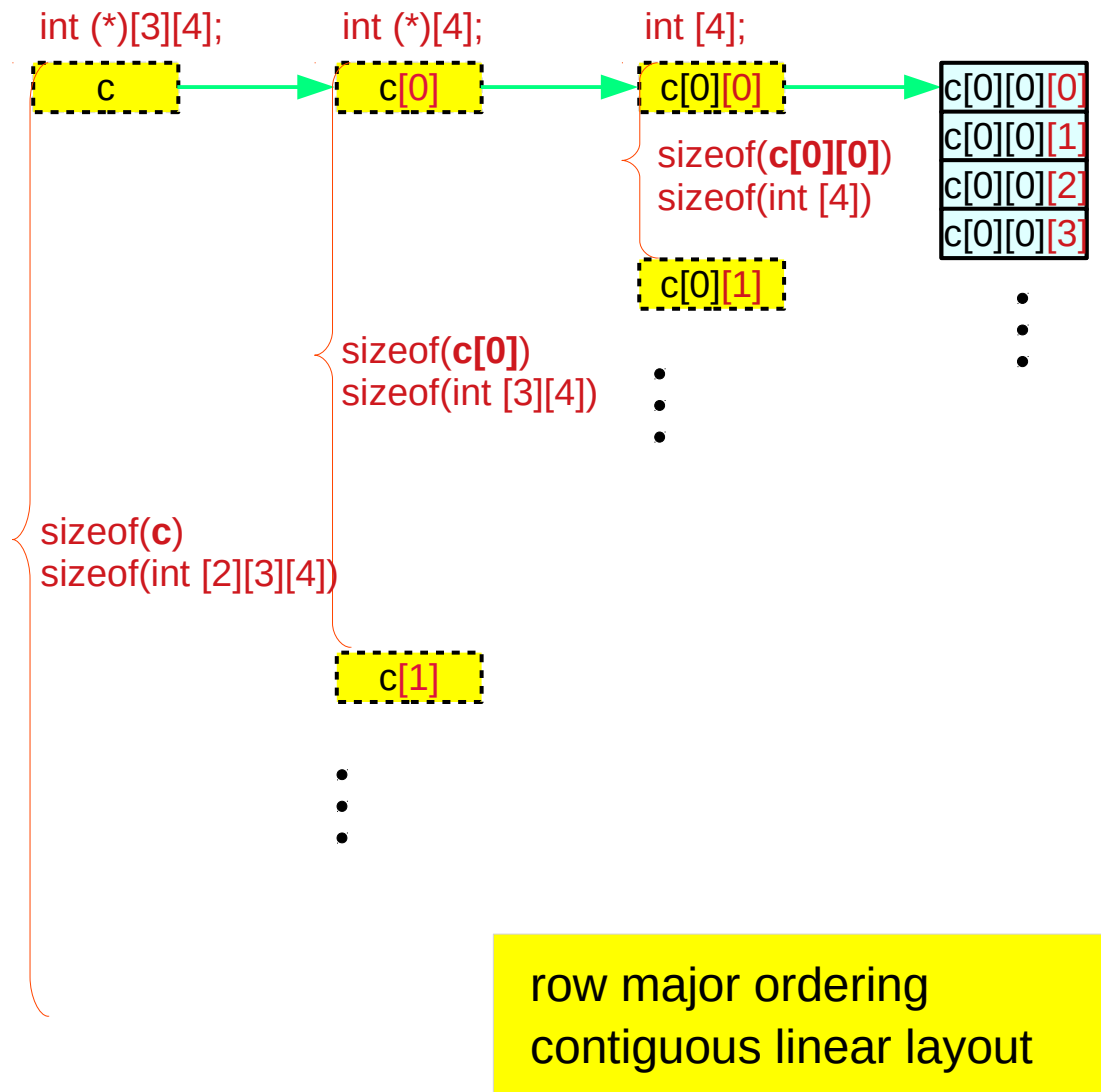 int (*)[3][4];
int (*)[4];
int [4];
c
c[0]
c[0][0]
c[0][0][0]
c[0][0][1]
c[0][0][2]
c[0][0][3]
sizeof(c[0][0])
sizeof(int [4])
c[0][1]
sizeof(c[0])
sizeof(int [3][4])
sizeof(c)
sizeof(int [2][3][4])
c[1]
row major ordering
contiguous linear layout